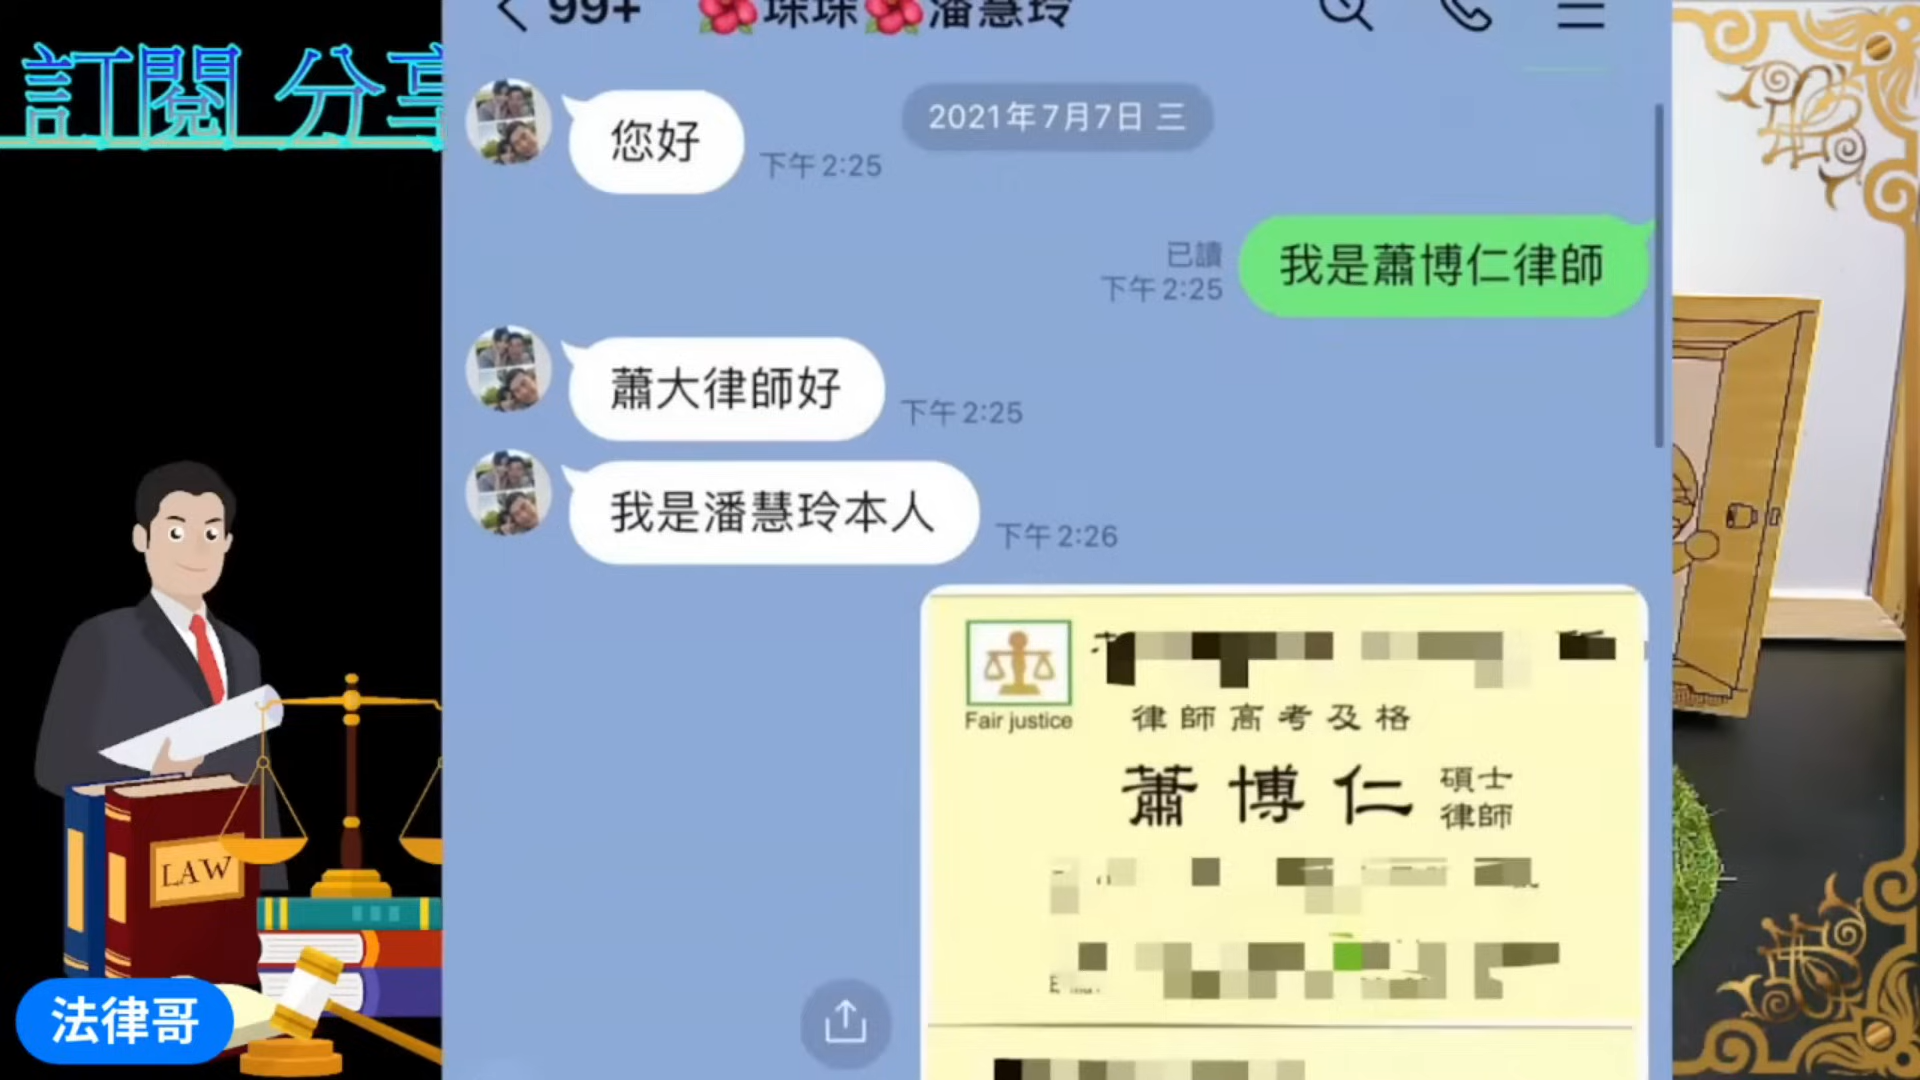 訂閱 分享
99+ 琛琛 潘慧玲
2021年7月7日 三
您好
下午2:25
我是蕭博仁律師
已讀
下午2:25
蕭大律師好
下午2:25
我是潘慧玲本人
下午2:26
Fair justice
律師高考及格
蕭博仁 碩士
律師
LAW
法律哥